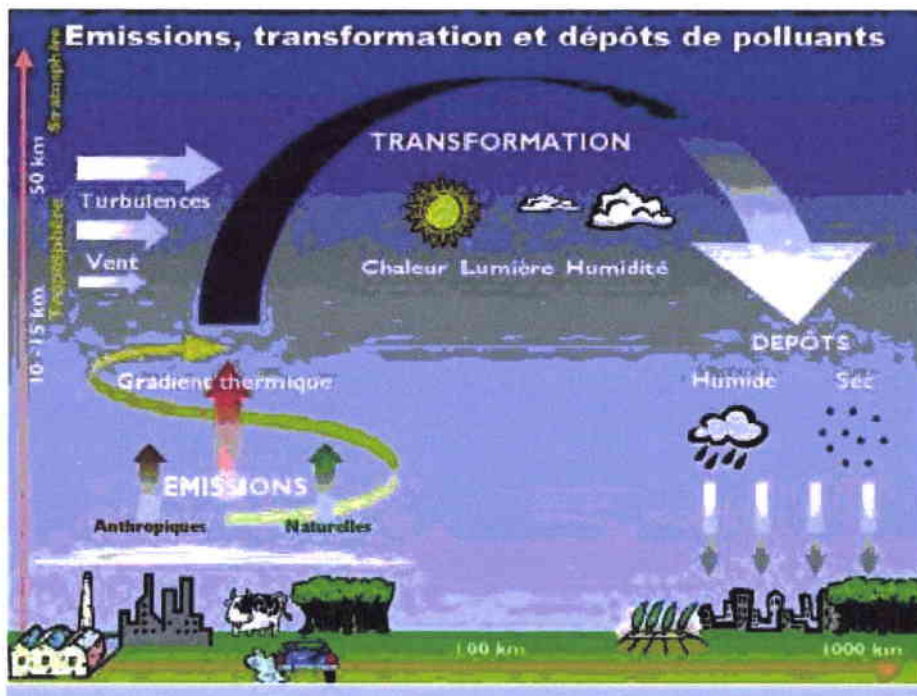 Emissions, transformation et dépôts de polluants
Stratosphère
50 km
Troposphère
10 - 15 km
TRANSFORMATION
Turbulences
Vent
Chaleur Lumière Humidité
DEPÔTS
Humide Sec
Gradient thermique
EMISSIONS
Anthropiques Naturelles
100 km
1000 km